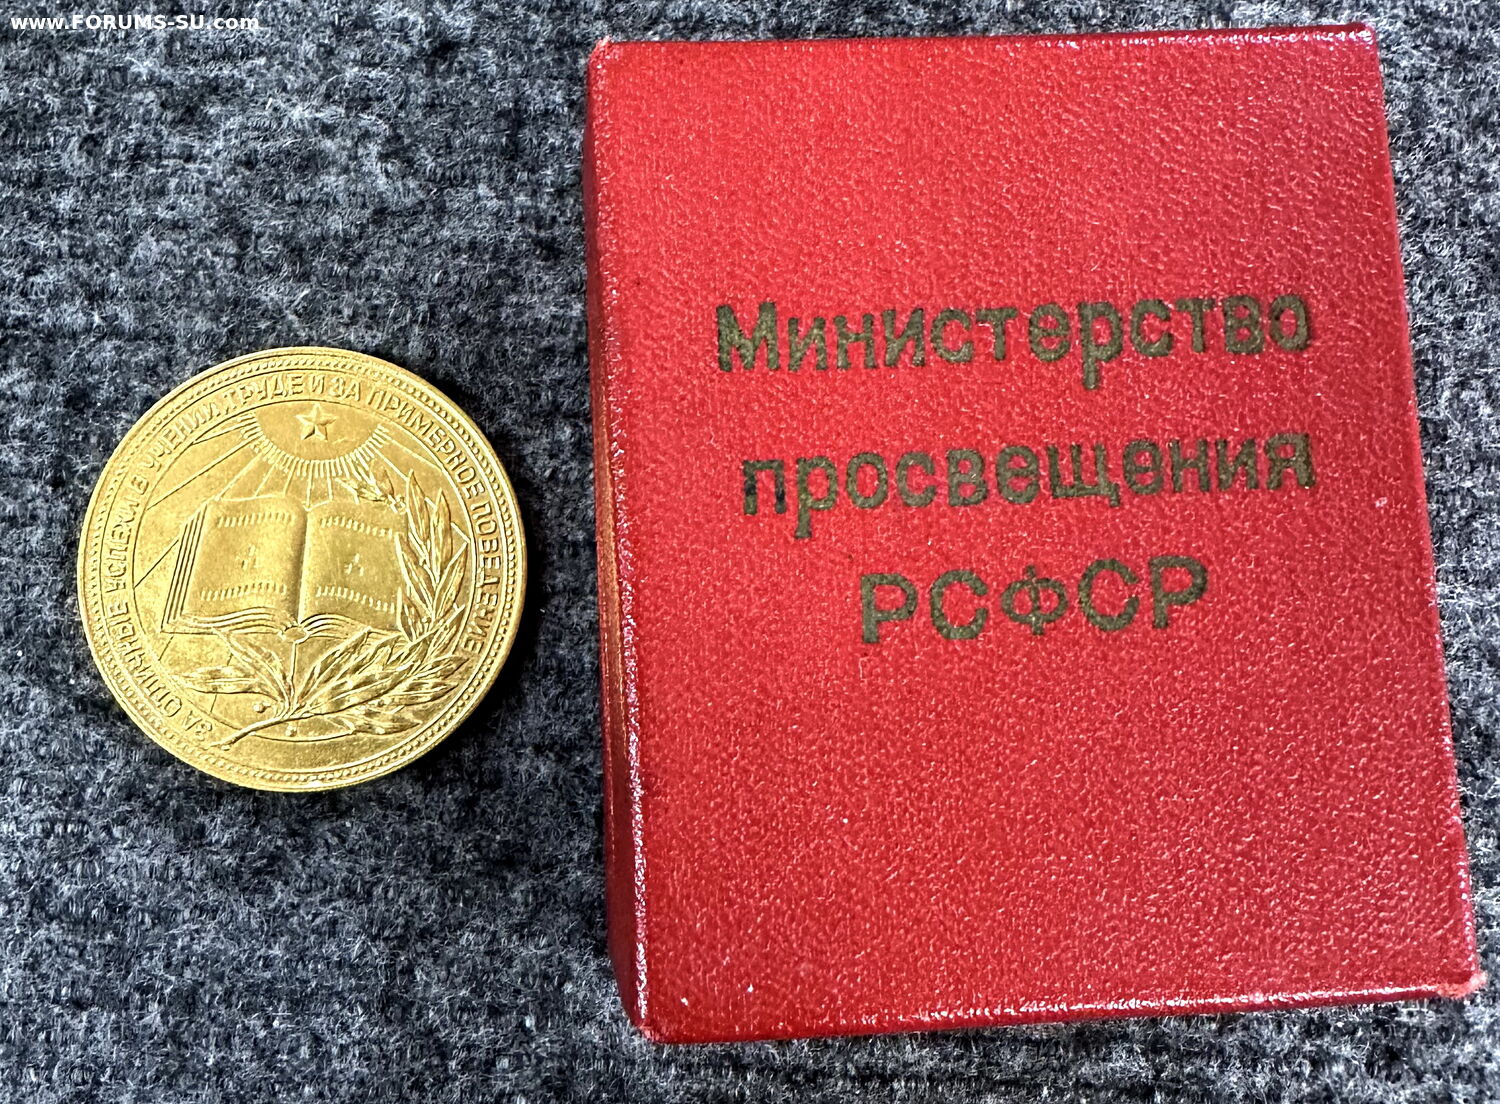 www.FORUMS-SU.com
ЗА ОТЛИЧНЫЕ УСПЕХИ В УЧЕНИИ, ТРУДЕ И ЗА ПРИМЕРНОЕ ПОВЕДЕНИЕ
Министерство
просвещения
РСФСР